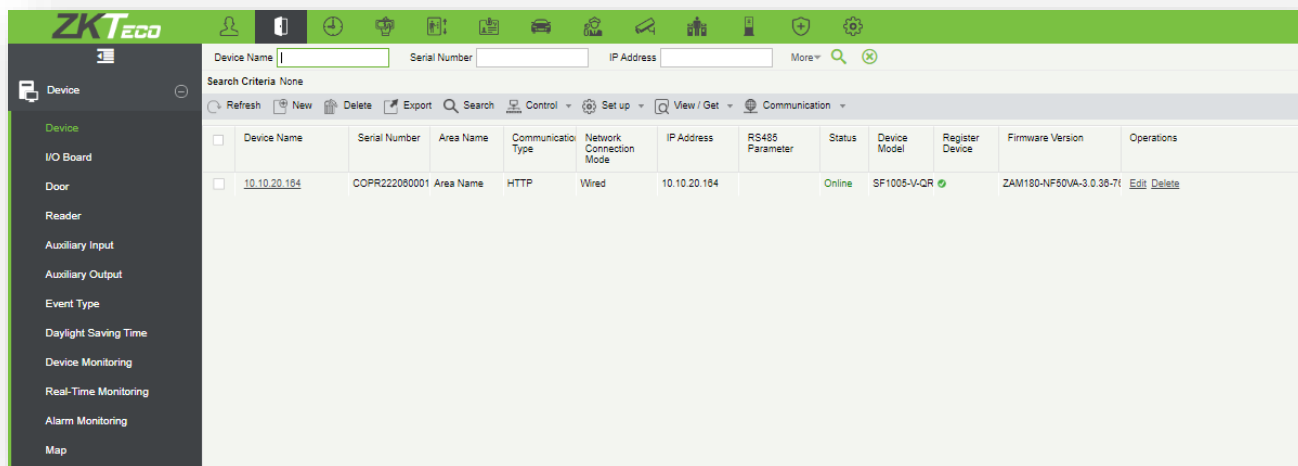 ZKTECO
Device Name Serial Number IP Address More
Search Criteria None
Device
Refresh New Delete Export Search Control Set up View / Get Communication
Device
I/O Board
Door
Reader
Auxiliary Input
Auxiliary Output
Event Type
Daylight Saving Time
Device Monitoring
Real-Time Monitoring
Alarm Monitoring
Map
Device Name Serial Number Area Name Communication Type Network Connection Mode IP Address RS485 Parameter Status Device Model Register Device Firmware Version Operations
10.10.20.164 COPR222060001 Area Name HTTP Wired 10.10.20.164 Online SF1005-V-QR ZAM180-NF50VA-3.0.36-7 Edit Delete